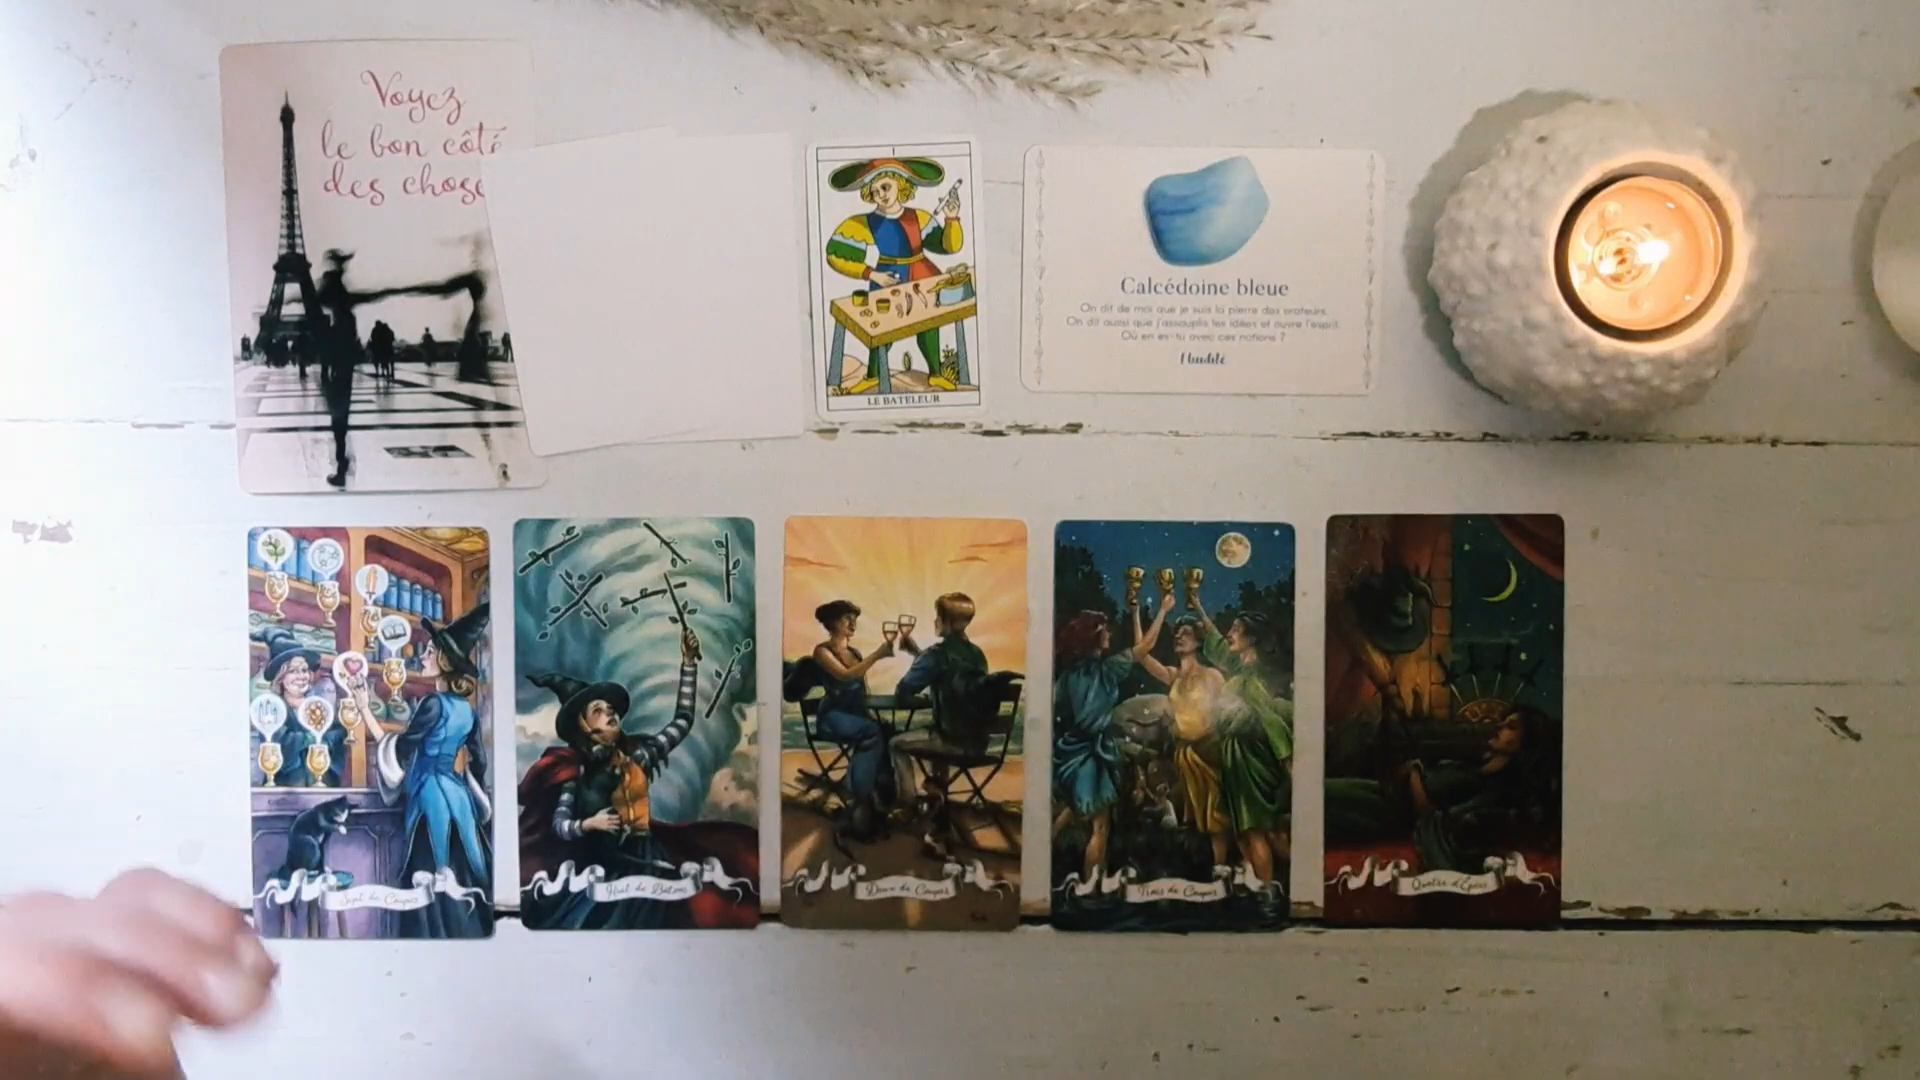 Voyez
le bon côté
des chose
I
LE BATELEUR
Calcédoine bleue
On dit de moi que je suis la pierre des orateurs.
On dit aussi que j'assouplis les idées et ouvre l'esprit.
Où en es-tu avec ces notions ?
Fluidité
Sept de Coupes
Huit de Bâtons
Deux de Coupes
Trois de Coupes
Quatre d'Épées